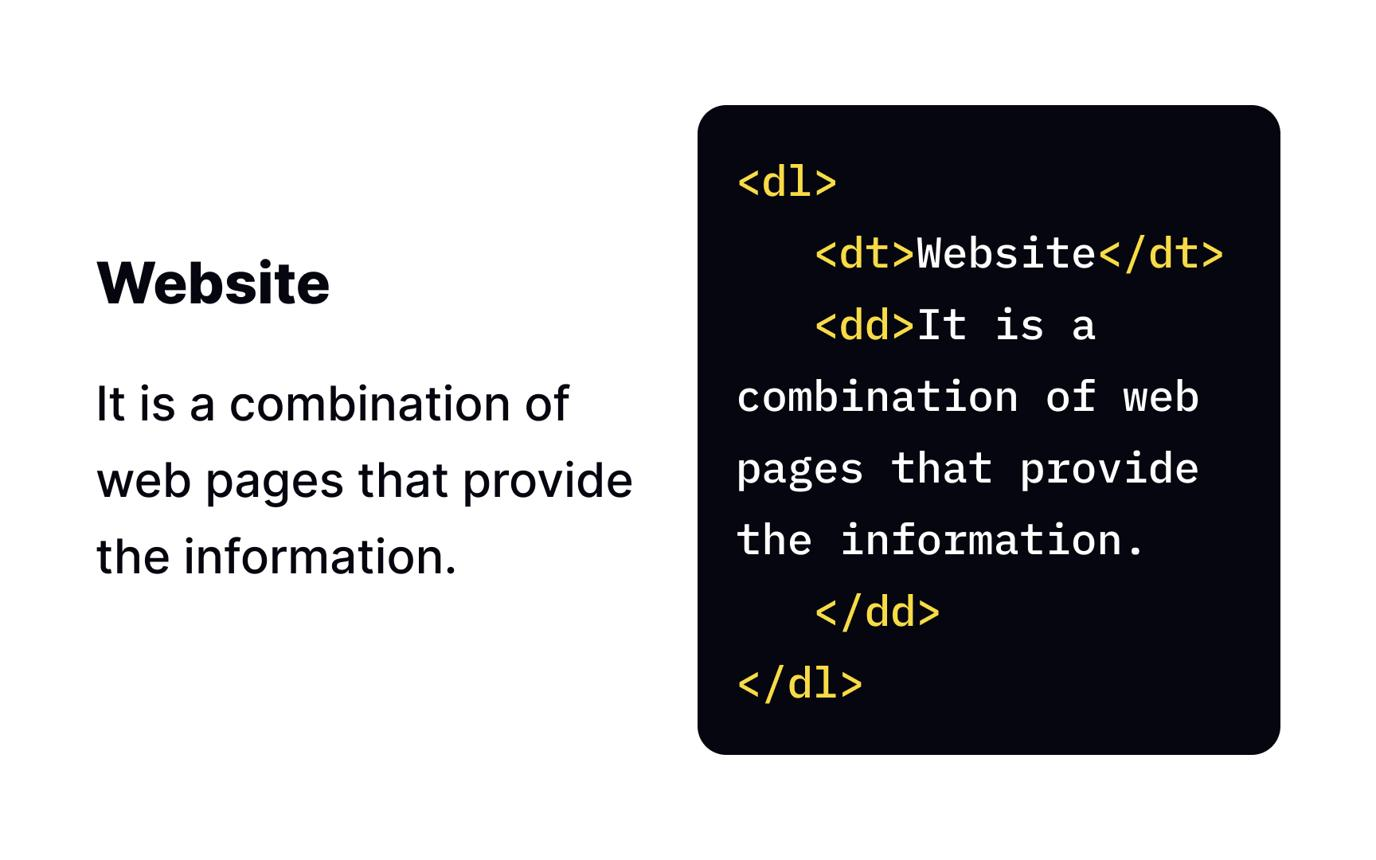 Website
It is a combination of
web pages that provide
the information.
<dl>
<dt>Website</dt>
<dd>It is a
combination of web
pages that provide
the information.
</dd>
</dl>